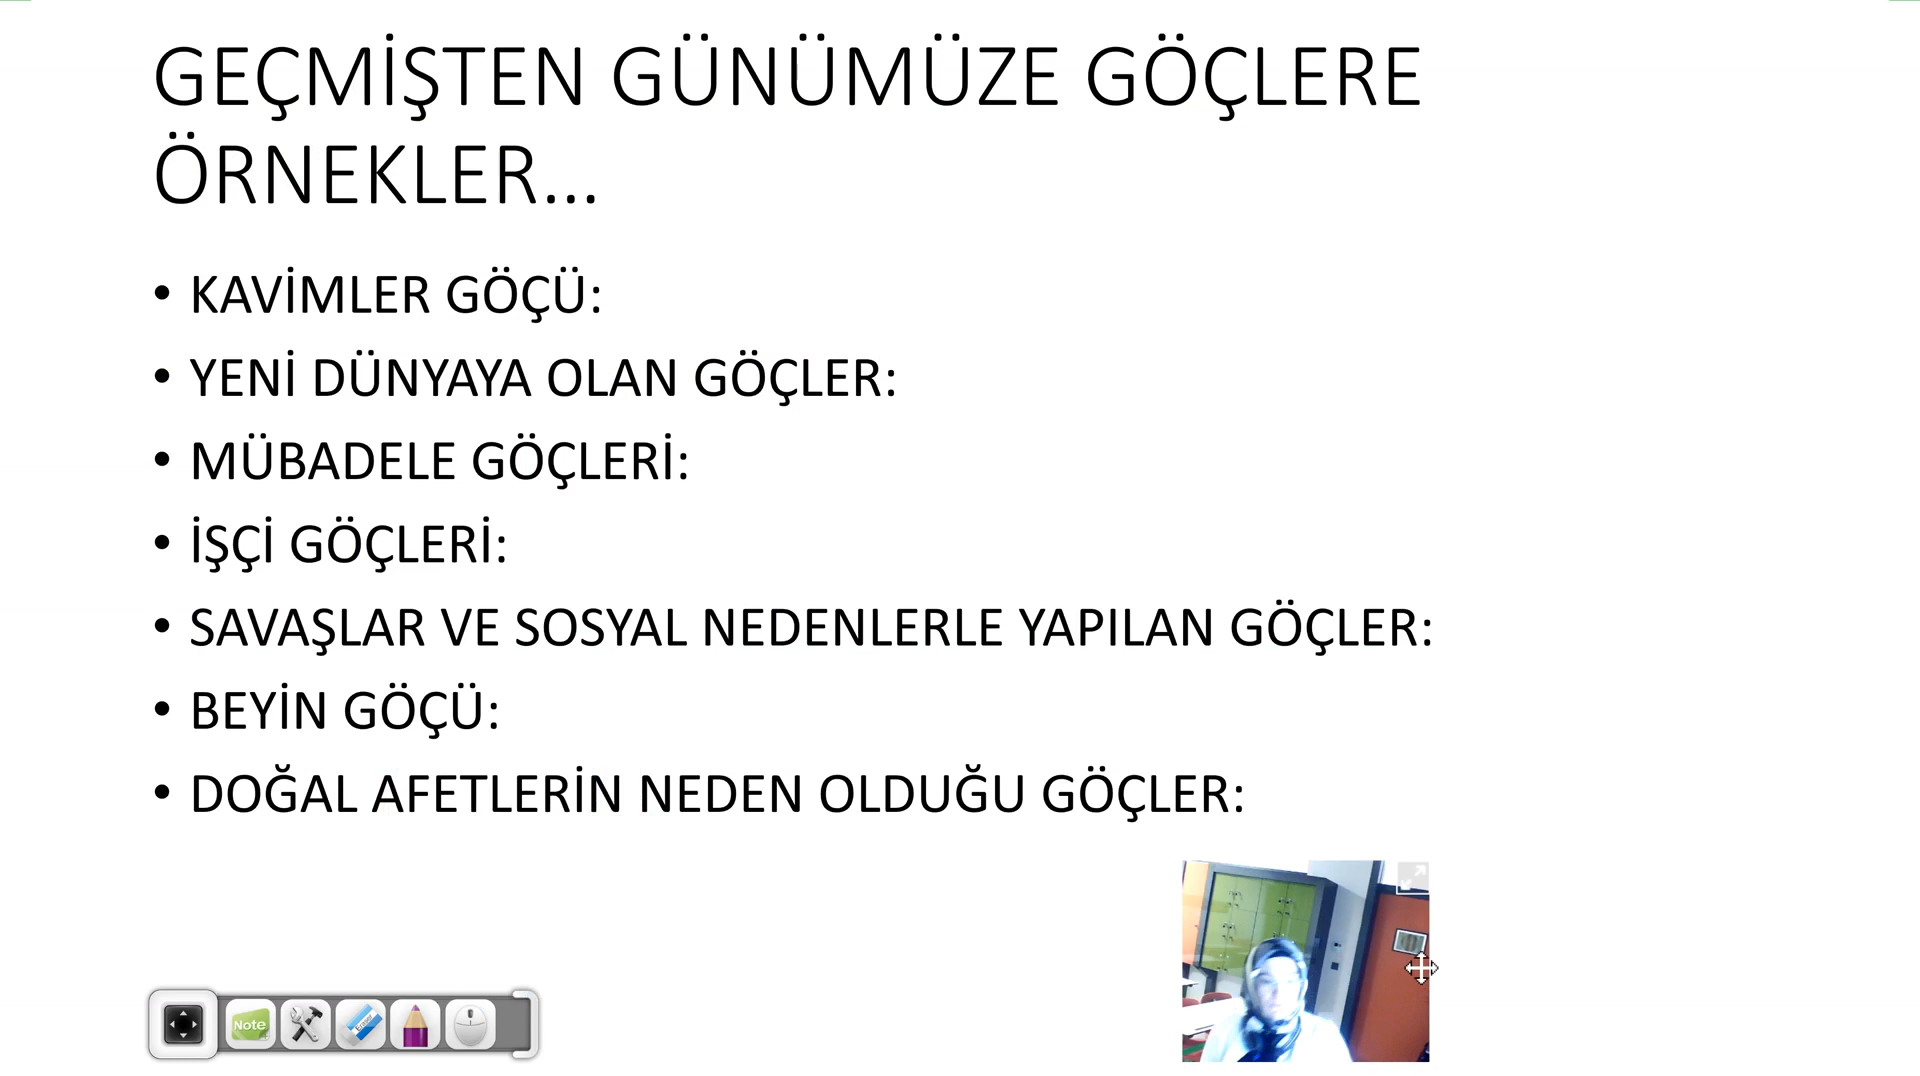 GEÇMİŞTEN GÜNÜMÜZE GÖÇLERE
ÖRNEKLER...
• KAVİMLER GÖÇÜ:
• YENİ DÜNYAYA OLAN GÖÇLER:
• MÜBADELE GÖÇLERİ:
• İŞÇİ GÖÇLERİ:
• SAVAŞLAR VE SOSYAL NEDENLERLE YAPILAN GÖÇLER:
• BEYİN GÖÇÜ:
• DOĞAL AFETLERİN NEDEN OLDUĞU GÖÇLER:
Note
Eraser